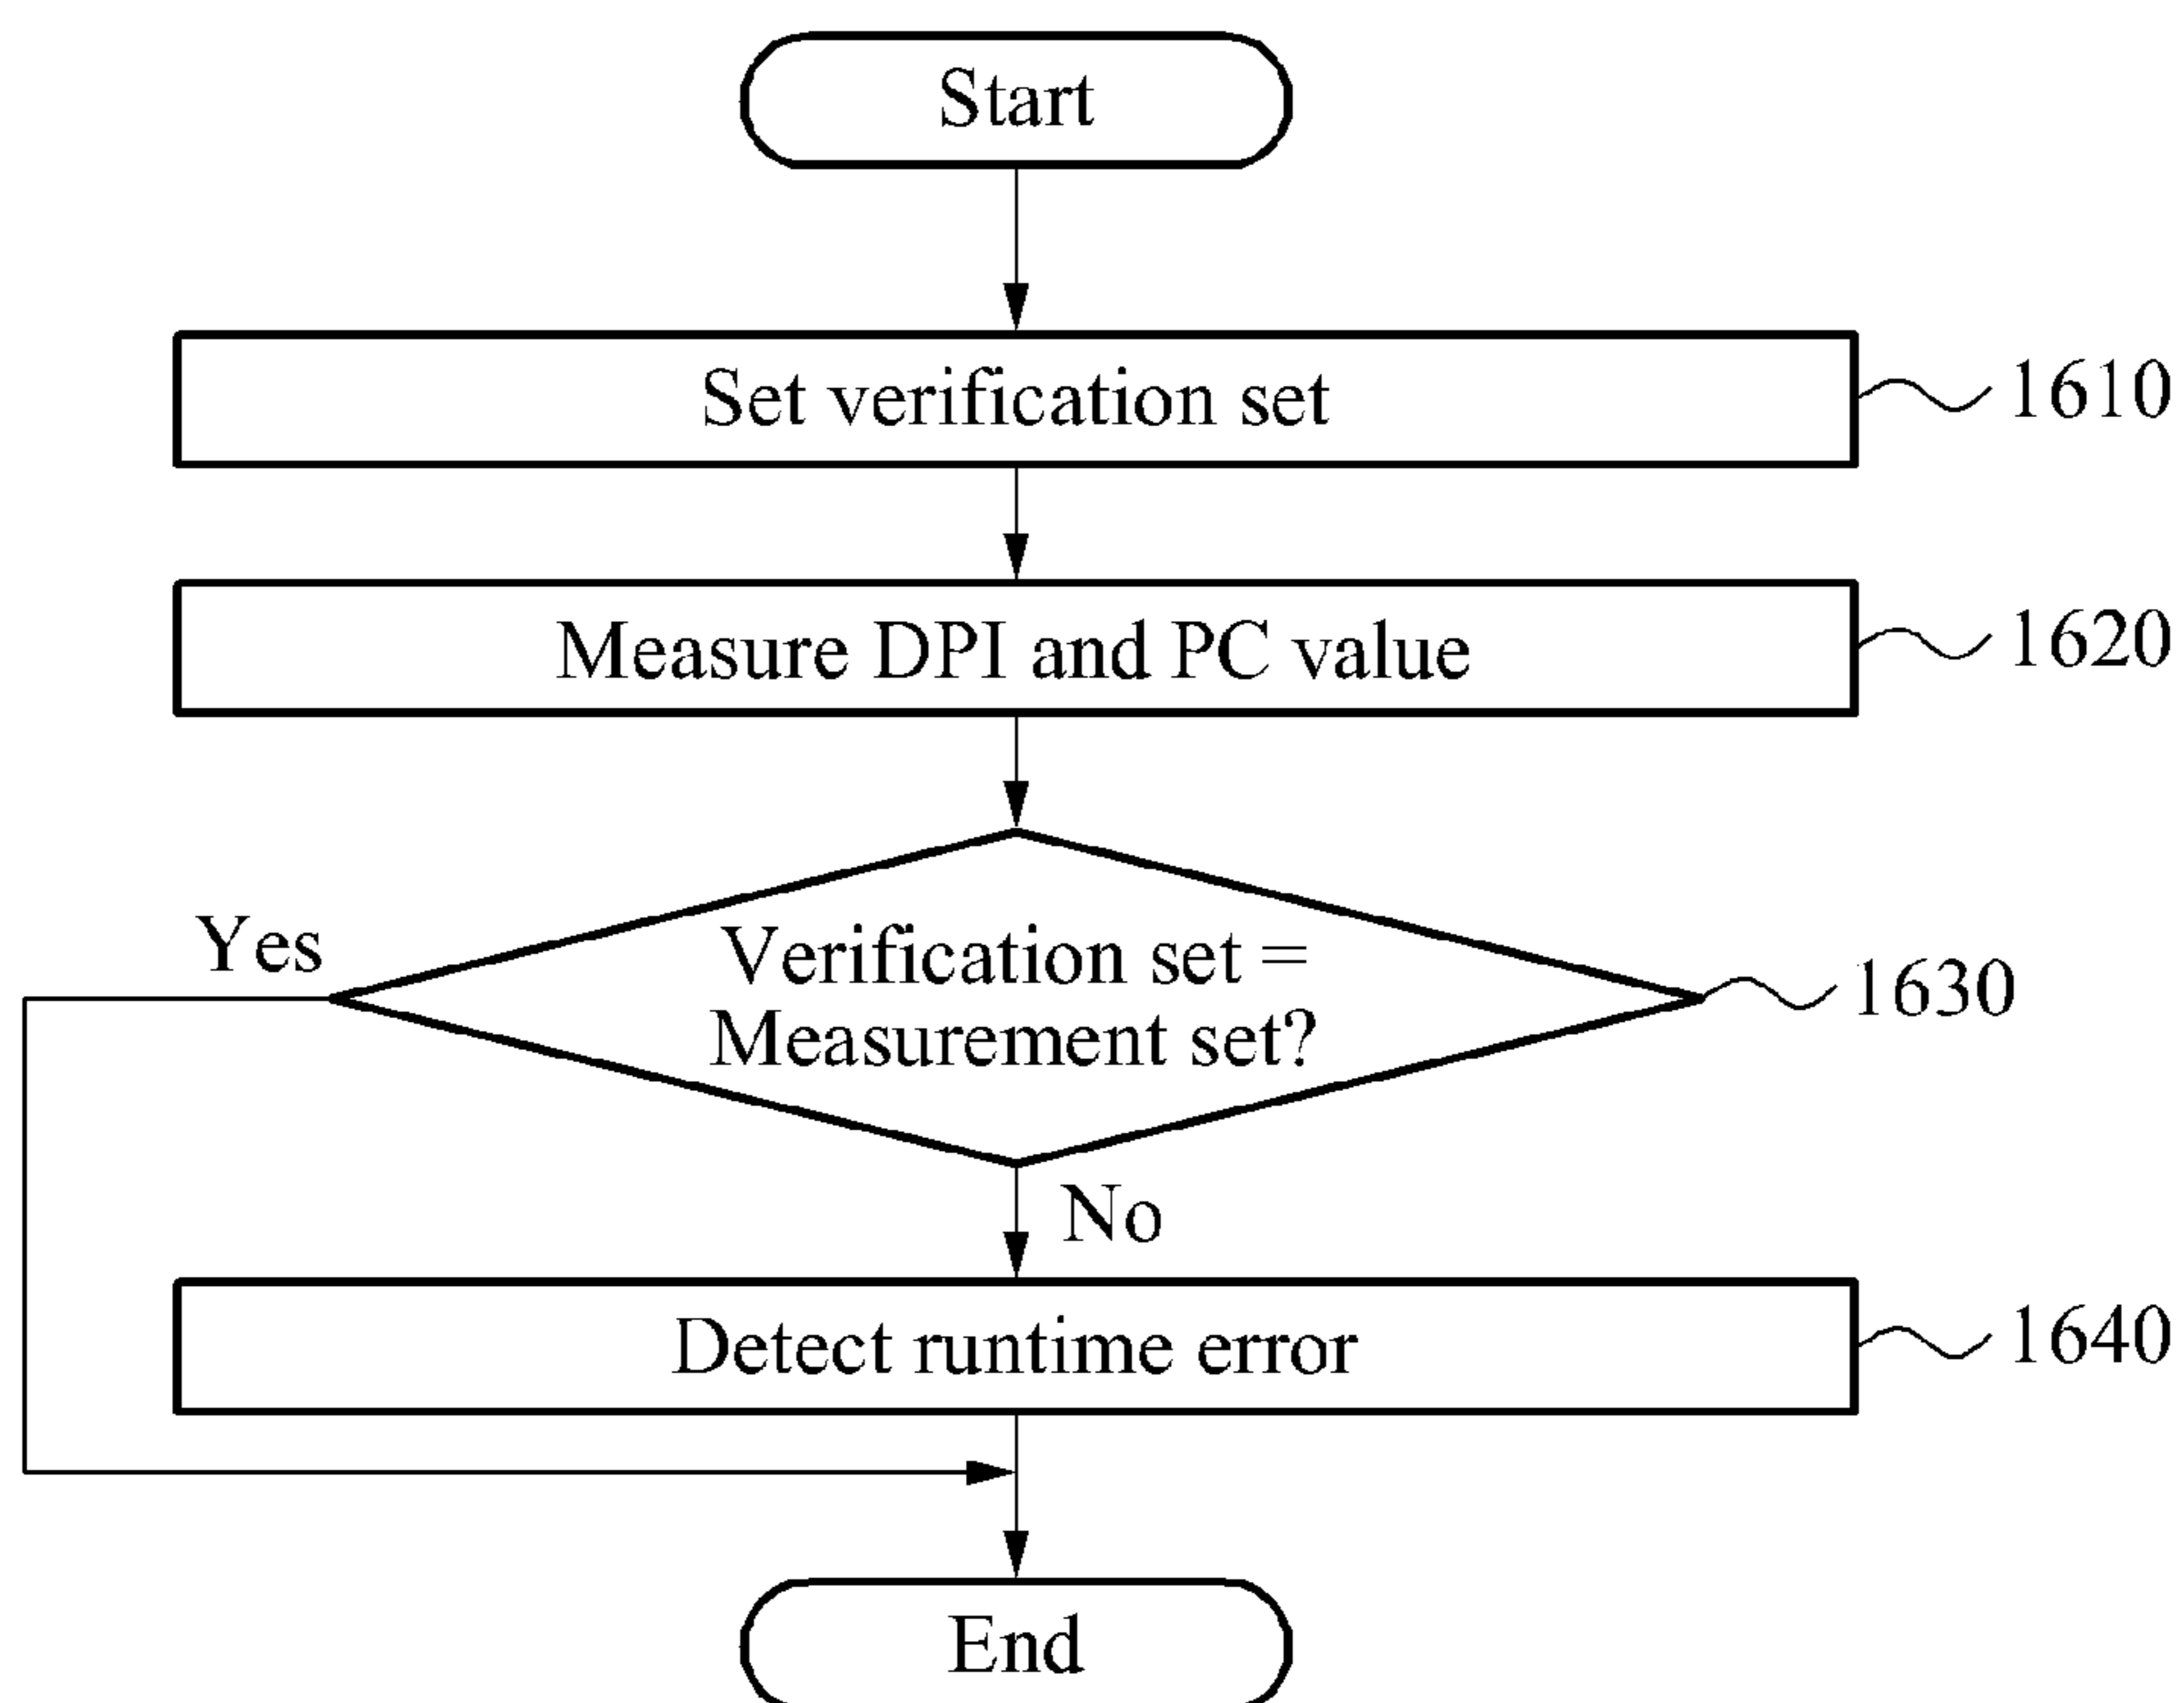 Start
Set verification set
1610
Measure DPI and PC value
1620
Yes
Verification set =
Measurement set?
1630
No
Detect runtime error
1640
End